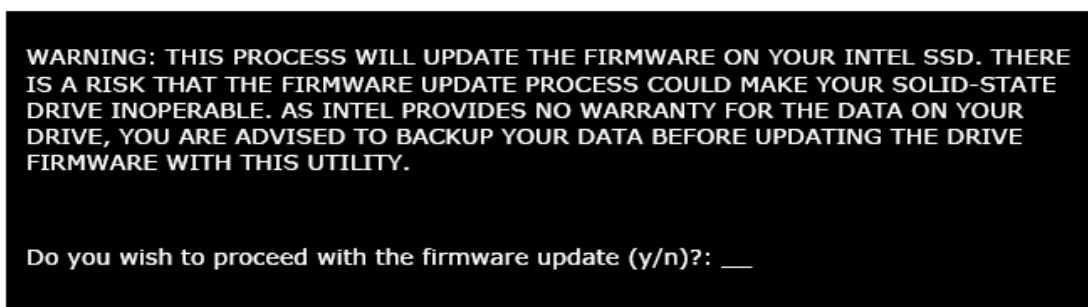 WARNING: THIS PROCESS WILL UPDATE THE FIRMWARE ON YOUR INTEL SSD. THERE
IS A RISK THAT THE FIRMWARE UPDATE PROCESS COULD MAKE YOUR SOLID-STATE
DRIVE INOPERABLE. AS INTEL PROVIDES NO WARRANTY FOR THE DATA ON YOUR
DRIVE, YOU ARE ADVISED TO BACKUP YOUR DATA BEFORE UPDATING THE DRIVE
FIRMWARE WITH THIS UTILITY.
Do you wish to proceed with the firmware update (y/n)?: __